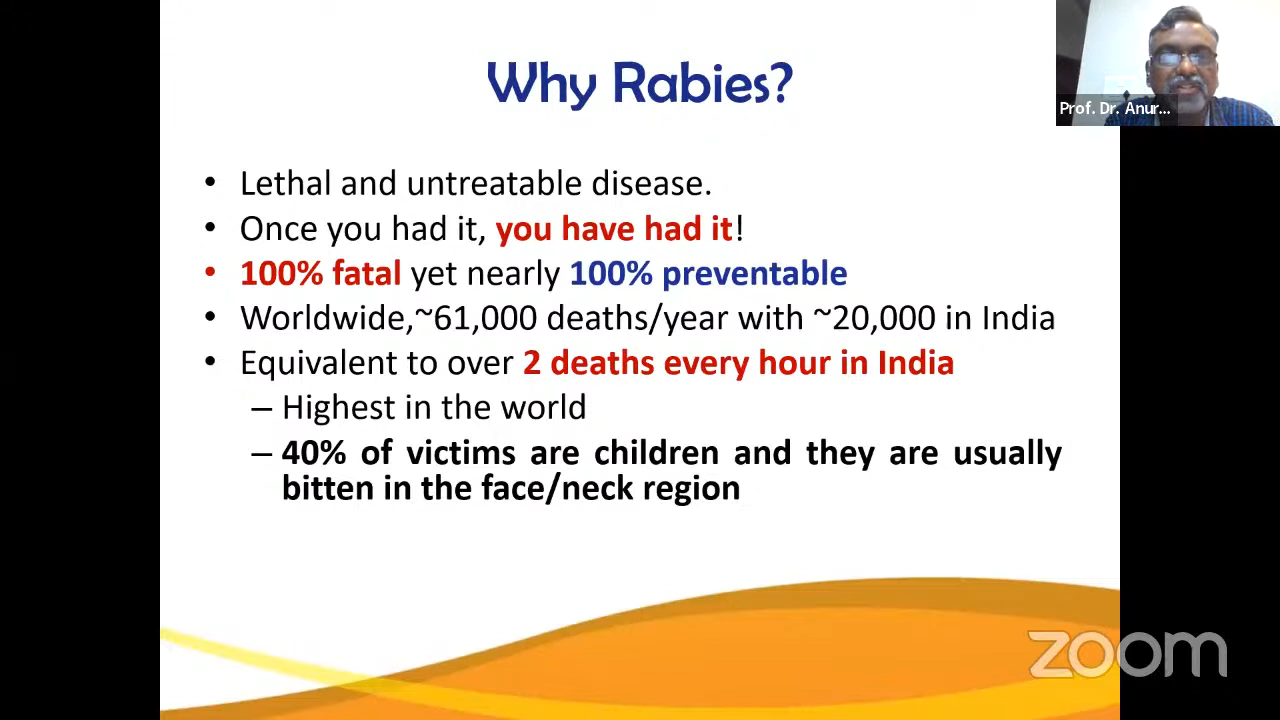 Why Rabies?
Prof. Dr. Anur...
• Lethal and untreatable disease.
• Once you had it, you have had it!
• 100% fatal yet nearly 100% preventable
• Worldwide,~61,000 deaths/year with ~20,000 in India
• Equivalent to over 2 deaths every hour in India
– Highest in the world
– 40% of victims are children and they are usually
bitten in the face/neck region
zoom